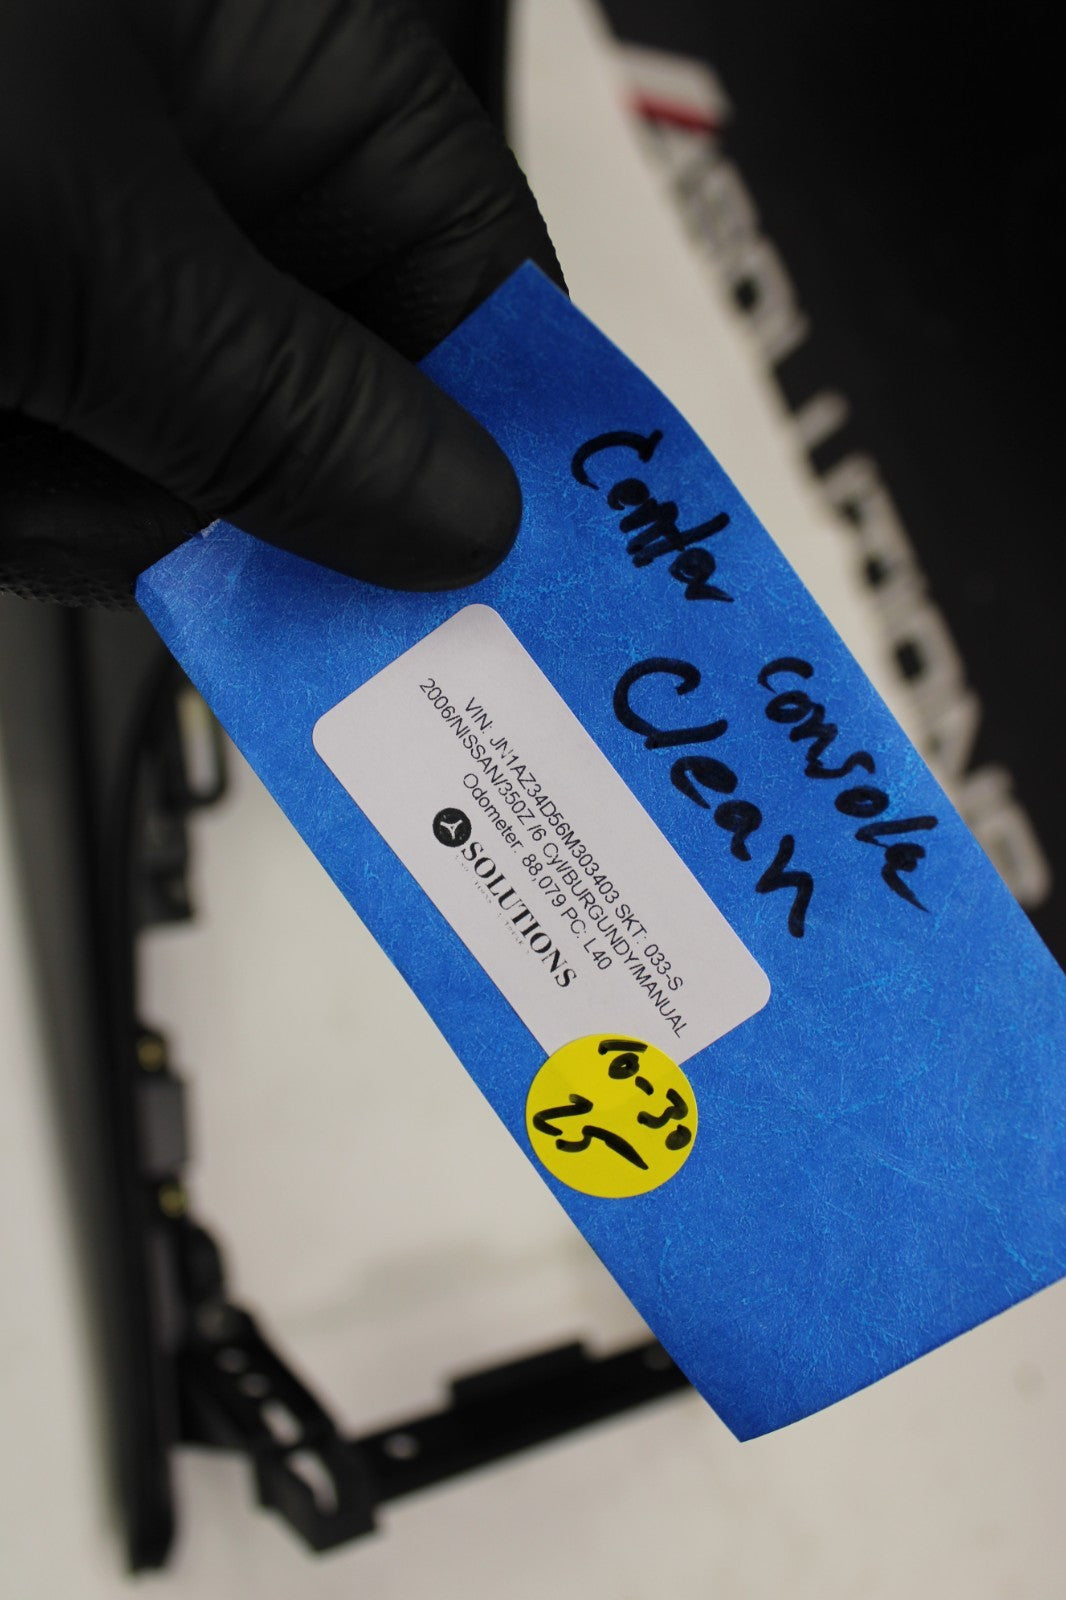 Center console
Clean
VIN: JN1AZ34D56M303403 SKT: 033-S
2006/NISSAN/350Z /6 Cyl/BURGUNDY/MANUAL
Odometer: 88,079 PC: L40
SOLUTIONS
10-30
25